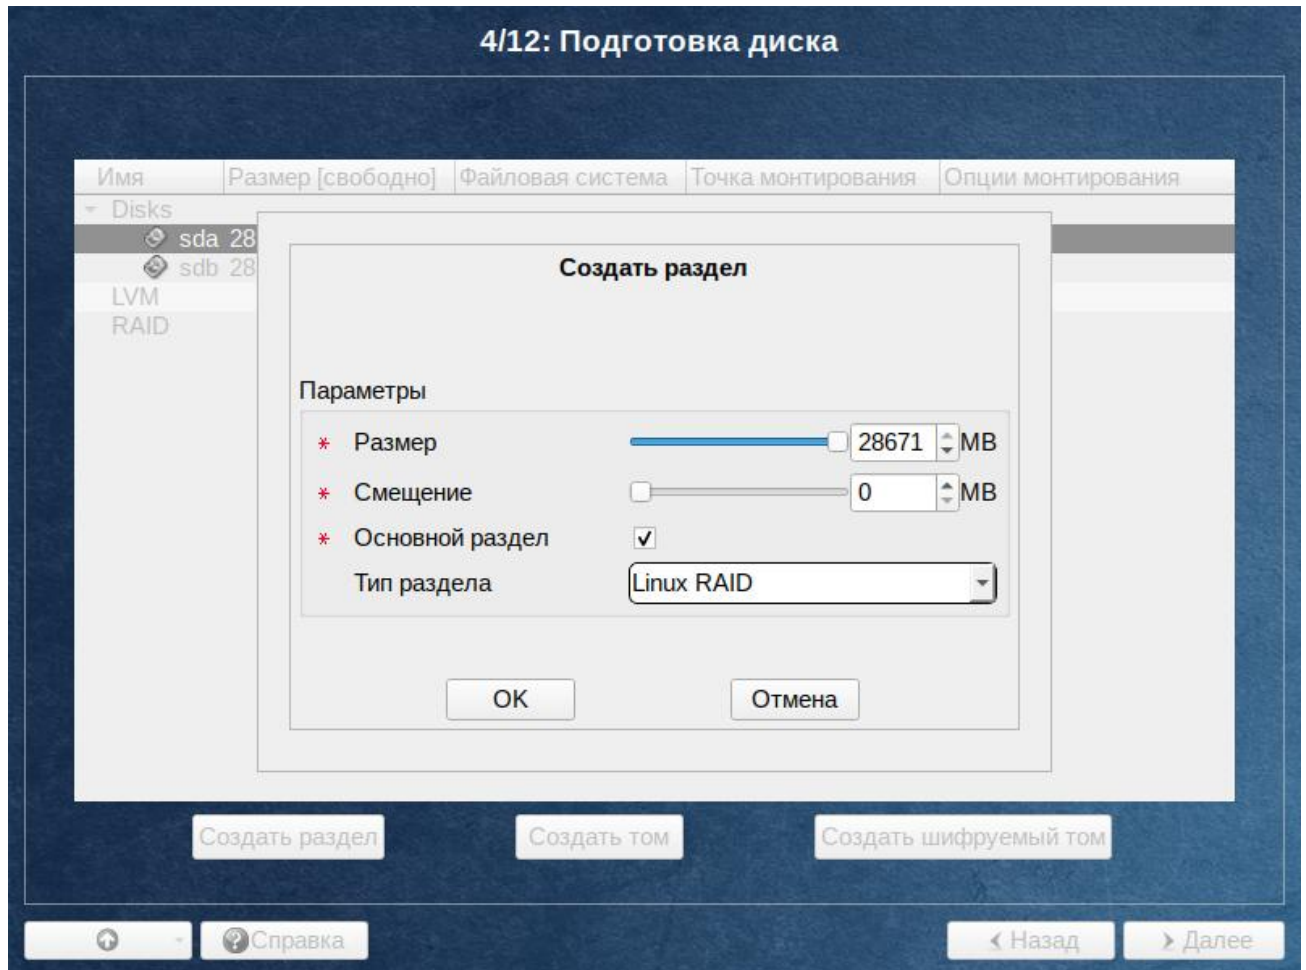 4/12: Подготовка диска
Имя Размер [свободно] Файловая система Точка монтирования Опции монтирования
Disks
sda 28
sdb 28
LVM
RAID
Создать раздел
Параметры
* Размер 28671 MB
* Смещение 0 MB
* Основной раздел
Тип раздела Linux RAID
OK Отмена
Создать раздел Создать том Создать шифруемый том
Справка Назад Далее